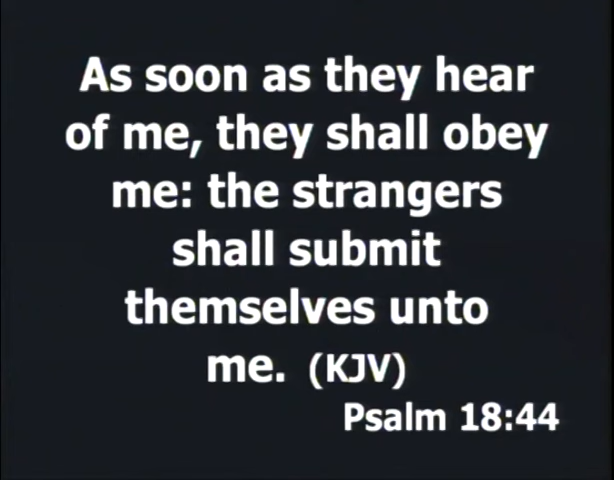 As soon as they hear
of me, they shall obey
me: the strangers
shall submit
themselves unto
me. (KJV)
Psalm 18:44